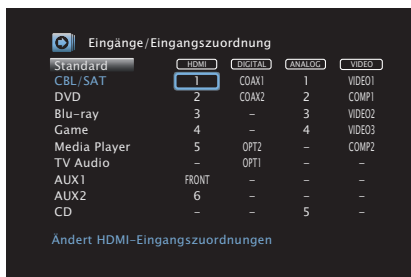 Eingänge/Eingangszuordnung
Standard HDMI DIGITAL ANALOG VIDEO
CBL/SAT 1 COAX1 1 VIDEO1
DVD 2 COAX2 2 COMP1
Blu-ray 3 – 3 VIDEO2
Game 4 – 4 VIDEO3
Media Player 5 OPT2 – COMP2
TV Audio – OPT1 – –
AUX1 FRONT – – –
AUX2 6 – – –
CD – – 5 –
Ändert HDMI-Eingangszuordnungen